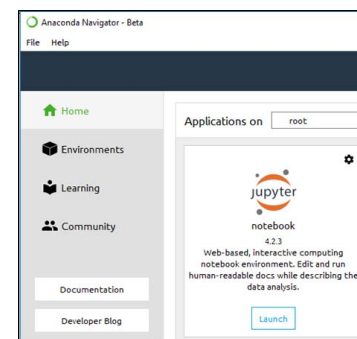 Anaconda Navigator - Beta
File Help
Home
Applications on root
Environments
Learning
Community
jupyter
notebook
4.2.3
Web-based, interactive computing
notebook environment. Edit and run
human-readable docs while describing the
data analysis.
Launch
Documentation
Developer Blog